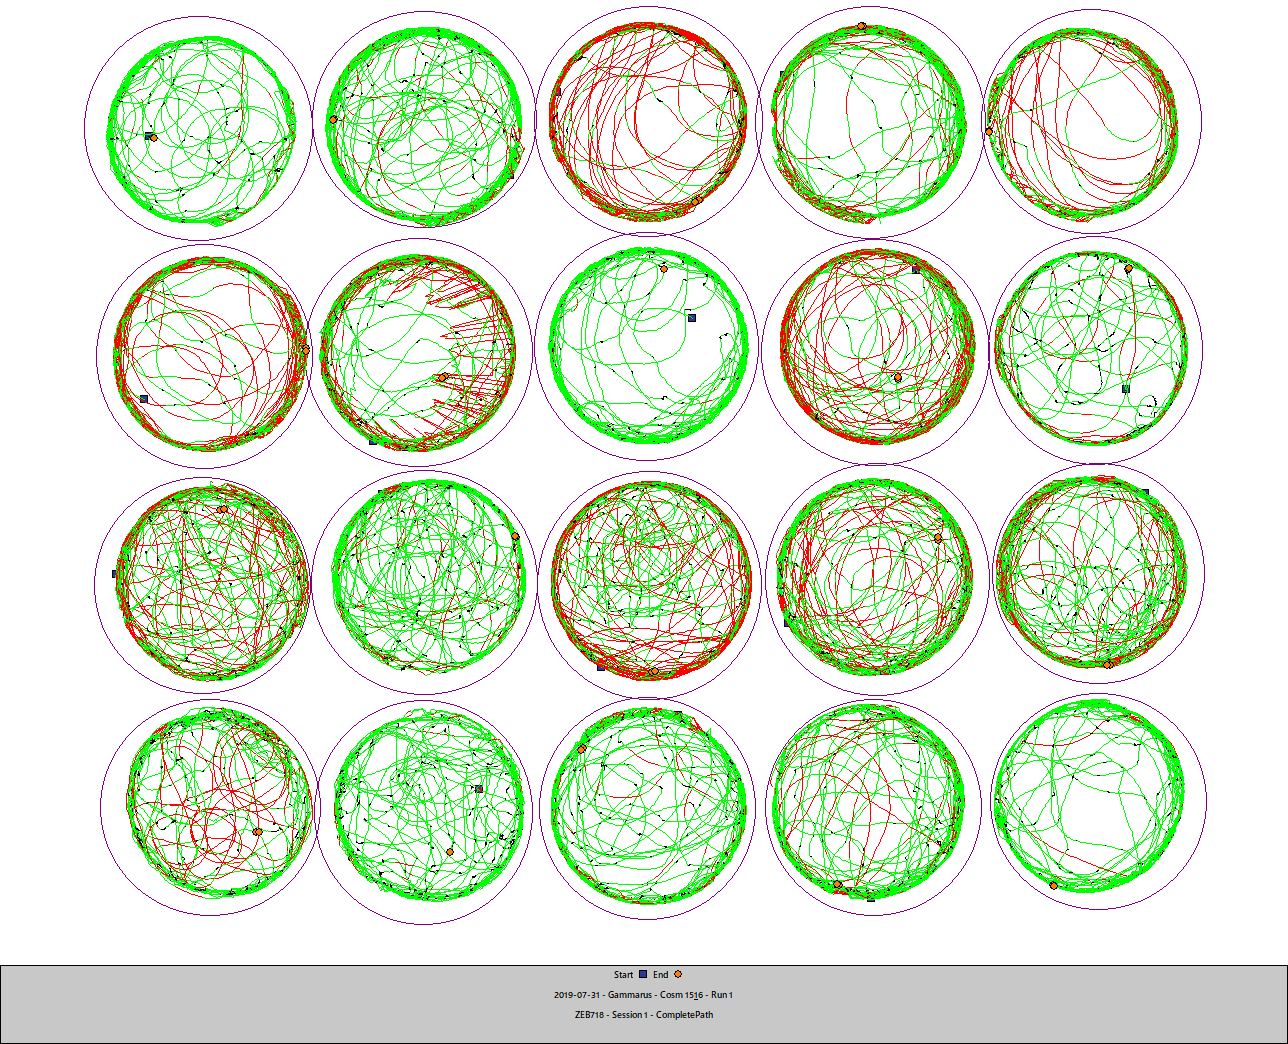 Start End
2019-07-31 - Gammarus - Cosm 1516 - Run 1
ZEB718 - Session 1 - CompletePath